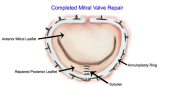 Completed Mitral Valve Repair
Anterior Mitral Leaflet
Annuloplasty Ring
Repaired Posterior Leaflet
Sutures